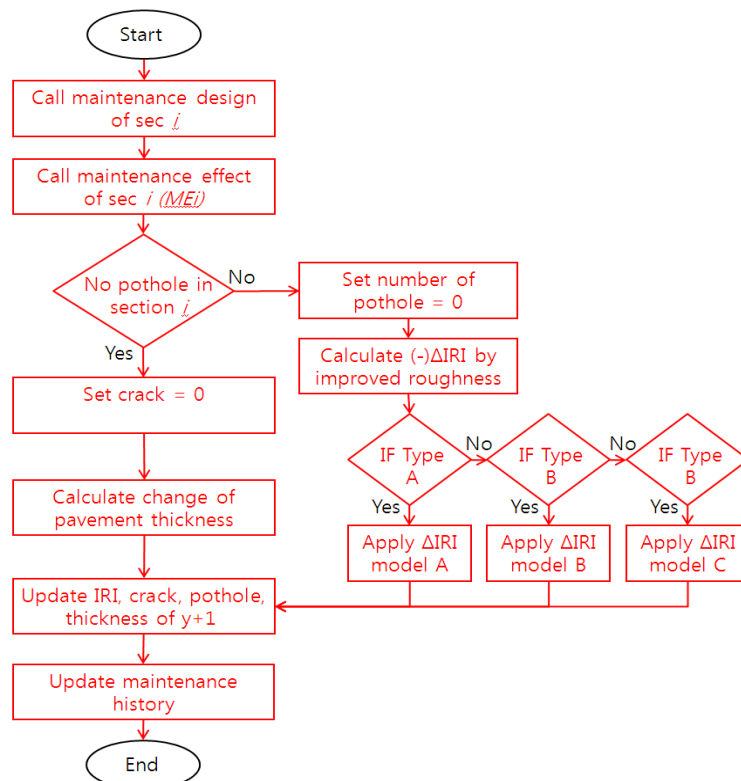 Start
Call maintenance design
of sec i
Call maintenance effect
of sec i (MEi)
No pothole in
section i
No
Yes
Set number of
pothole = 0
Calculate (-)ΔIRI by
improved roughness
Set crack = 0
IF Type
A
No
IF Type
B
No
IF Type
B
Yes
Yes
Yes
Calculate change of
pavement thickness
Apply ΔIRI
model A
Apply ΔIRI
model B
Apply ΔIRI
model C
Update IRI, crack, pothole,
thickness of y+1
Update maintenance
history
End